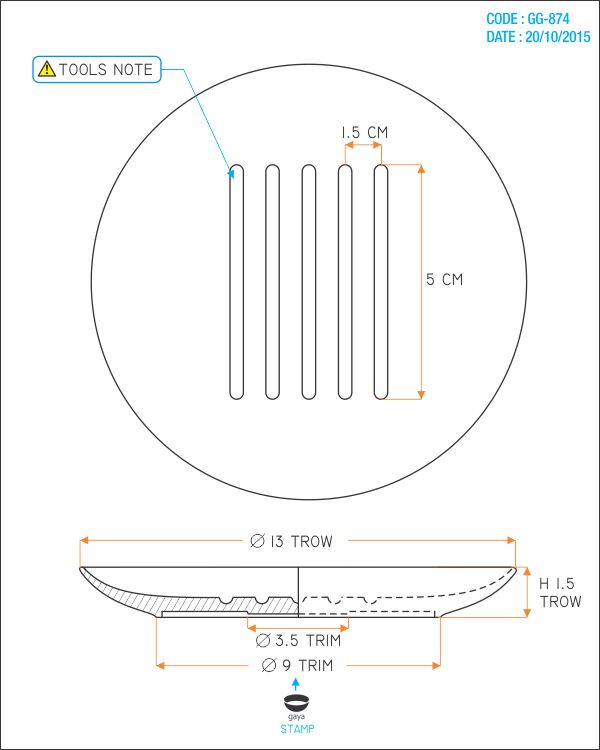 CODE : GG-874
DATE : 20/10/2015
TOOLS NOTE
1.5 CM
5 CM
Ø 13 TROW
H 1.5
TROW
Ø 3.5 TRIM
Ø 9 TRIM
gaya
STAMP